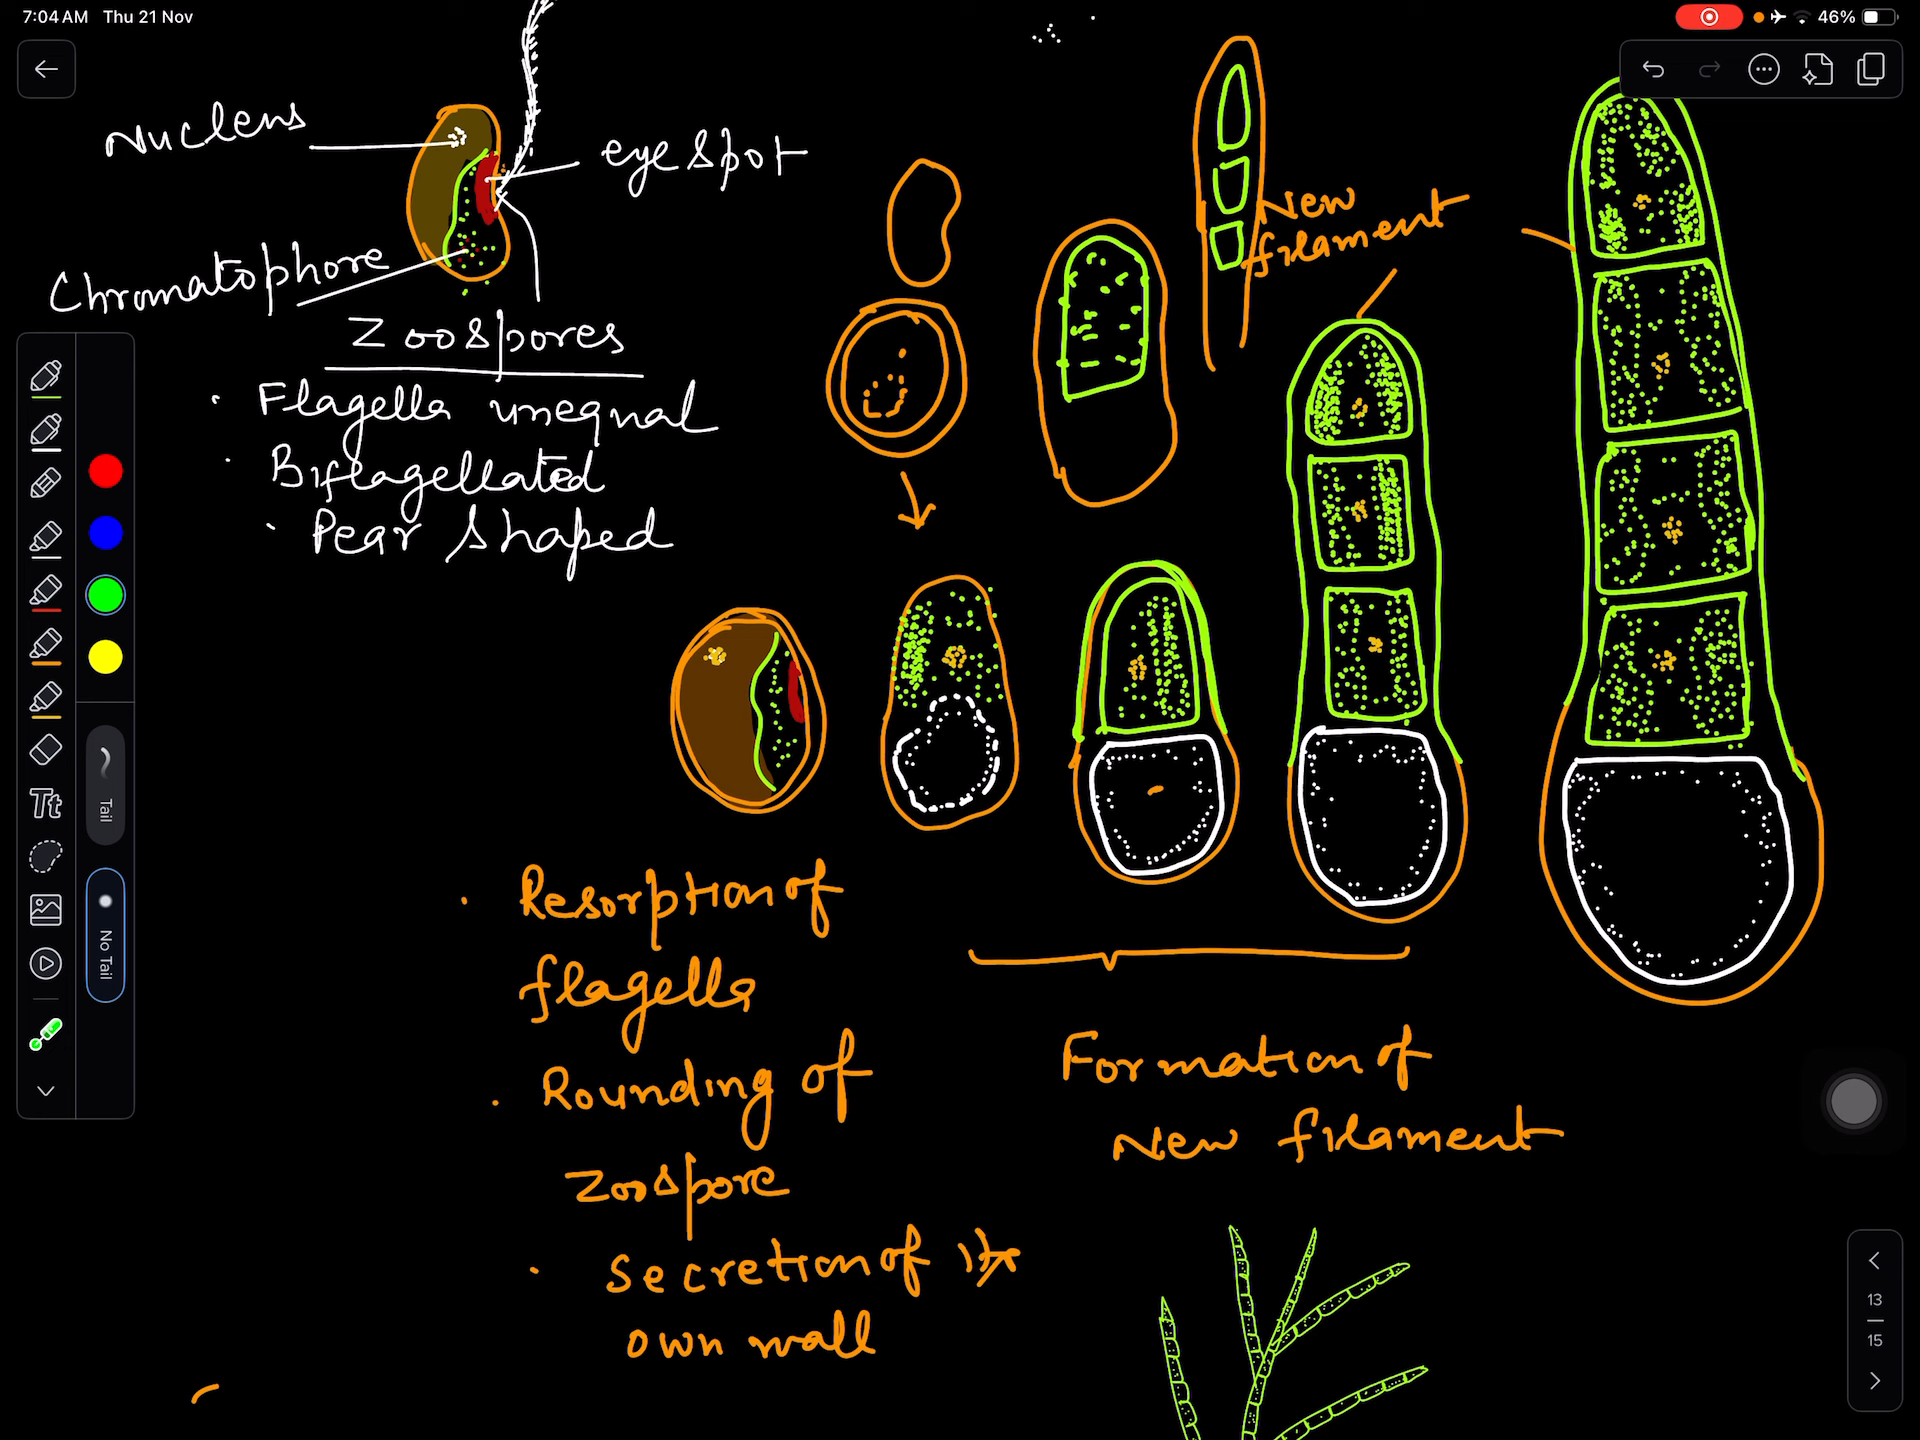 7:04 AM Thu 21 Nov
46%
Nucleus
eye spot
Chromatophore
Zoospores
· Flagella unequal
· Biflagellated
· Pear shaped
New
filament
· Resorption of
flagella
· Rounding of
zoospore
· Secretion of its
own wall
Formation of
New filament
Tt
Tail
No Tail
13
15